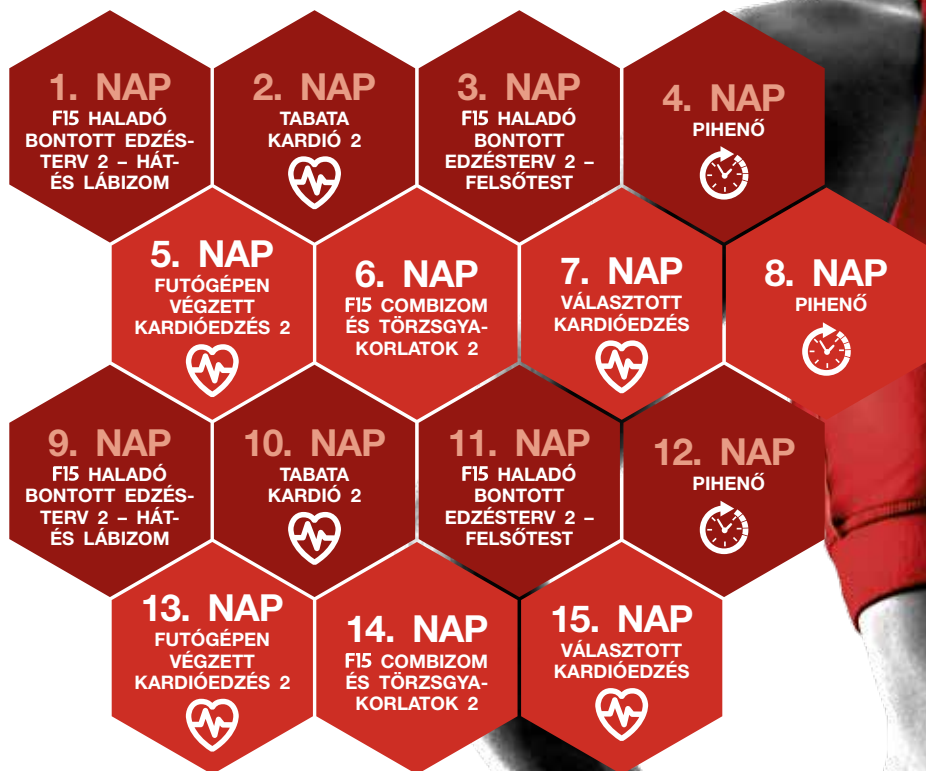 1. NAP
F15 HALADÓ
BONTOTT EDZÉS-
TERV 2 – HÁT-
ÉS LÁBIZOM
2. NAP
TABATA
KARDIÓ 2
3. NAP
F15 HALADÓ
BONTOTT
EDZÉSTERV 2 –
FELSŐTEST
4. NAP
PIHENŐ
5. NAP
FUTÓGÉPEN
VÉGZETT
KARDIÓEDZÉS 2
6. NAP
F15 COMBIZOM
ÉS TÖRZSGYA-
KORLATOK 2
7. NAP
VÁLASZTOTT
KARDIÓEDZÉS
8. NAP
PIHENŐ
9. NAP
F15 HALADÓ
BONTOTT EDZÉS-
TERV 2 – HÁT-
ÉS LÁBIZOM
10. NAP
TABATA
KARDIÓ 2
11. NAP
F15 HALADÓ
BONTOTT
EDZÉSTERV 2 –
FELSŐTEST
12. NAP
PIHENŐ
13. NAP
FUTÓGÉPEN
VÉGZETT
KARDIÓEDZÉS 2
14. NAP
F15 COMBIZOM
ÉS TÖRZSGYA-
KORLATOK 2
15. NAP
VÁLASZTOTT
KARDIÓEDZÉS